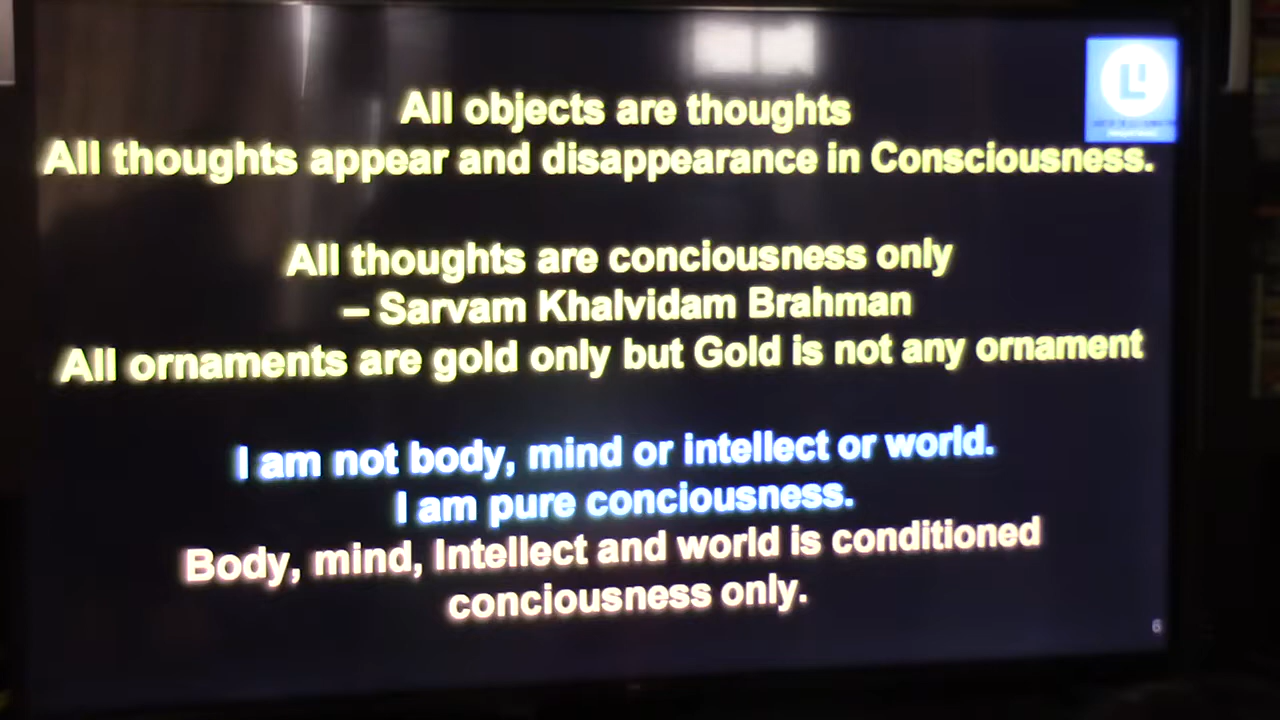 All objects are thoughts
All thoughts appear and disappearance in Consciousness.
All thoughts are conciousness only
– Sarvam Khalvidam Brahman
All ornaments are gold only but Gold is not any ornament
I am not body, mind or intellect or world.
I am pure conciousness.
Body, mind, Intellect and world is conditioned
conciousness only.
6